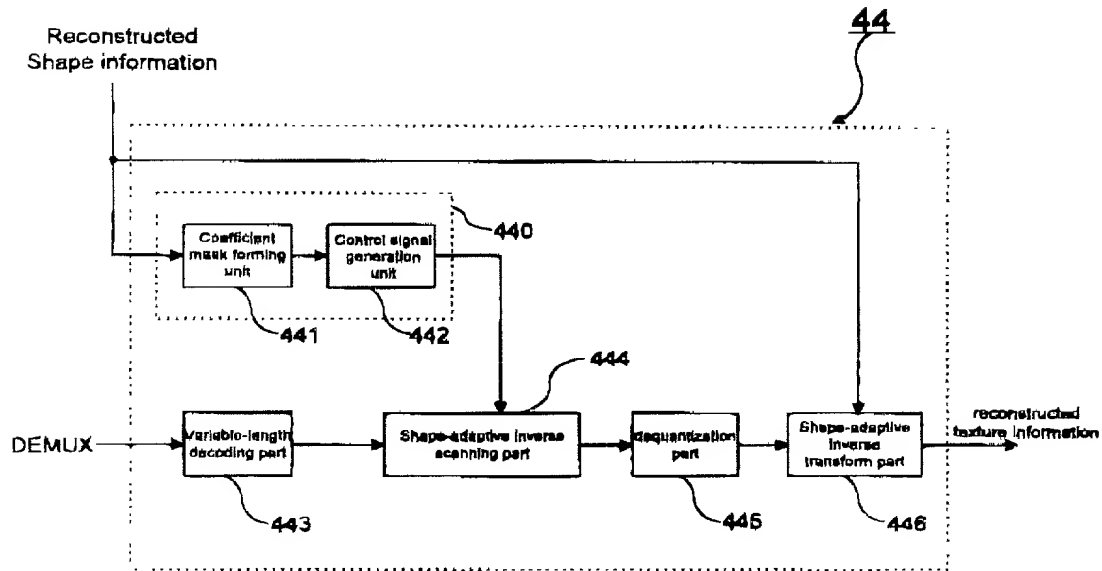 44
Reconstructed
Shape information
440
Coefficient
mask forming
unit
Control signal
generation
unit
441
442
444
DEMUX
Variable-length
decoding part
Shape-adaptive inverse
scanning part
dequantization
part
Shape-adaptive
inverse
transform part
reconstructed
texture information
443
445
446